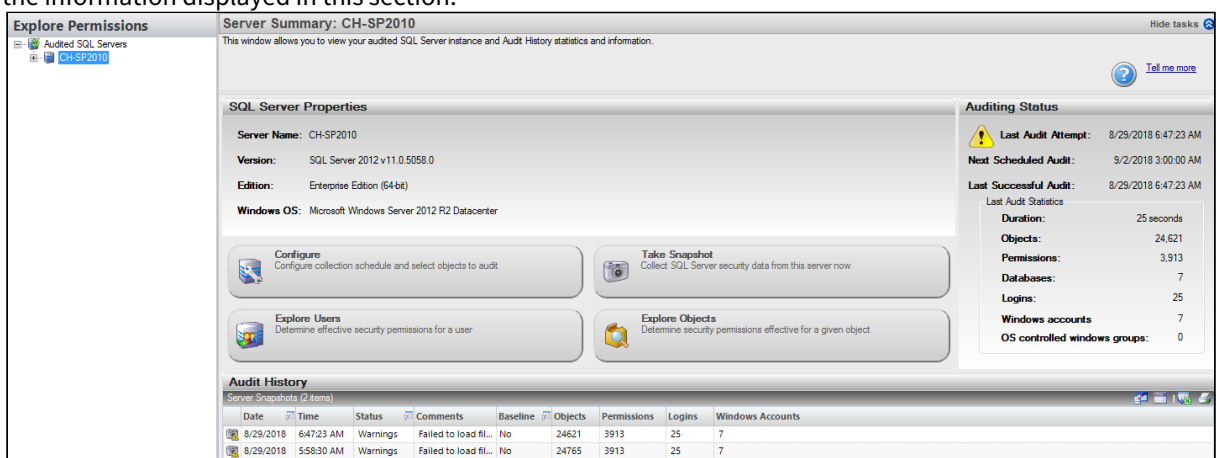 the information displayed in this section.
Explore Permissions
Audited SQL Servers
CH-SP2010
Server Summary: CH-SP2010
Hide tasks
This window allows you to view your audited SQL Server instance and Audit History statistics and information.
Tell me more
SQL Server Properties
Server Name: CH-SP2010
Version: SQL Server 2012 v11.0.5058.0
Edition: Enterprise Edition (64-bit)
Windows OS: Microsoft Windows Server 2012 R2 Datacenter
Configure
Configure collection schedule and select objects to audit
Take Snapshot
Collect SQL Server security data from this server now
Explore Users
Determine effective security permissions for a user
Explore Objects
Determine security permissions effective for a given object
Auditing Status
Last Audit Attempt: 8/29/2018 6:47:23 AM
Next Scheduled Audit: 9/2/2018 3:00:00 AM
Last Successful Audit: 8/29/2018 6:47:23 AM
Last Audit Statistics
Duration: 25 seconds
Objects: 24,621
Permissions: 3,913
Databases: 7
Logins: 25
Windows accounts 7
OS controlled windows groups: 0
Audit History
Server Snapshots (2 items)
Date Time Status Comments Baseline Objects Permissions Logins Windows Accounts
8/29/2018 6:47:23 AM Warnings Failed to load fil... No 24621 3913 25 7
8/29/2018 5:58:30 AM Warnings Failed to load fil... No 24765 3913 25 7